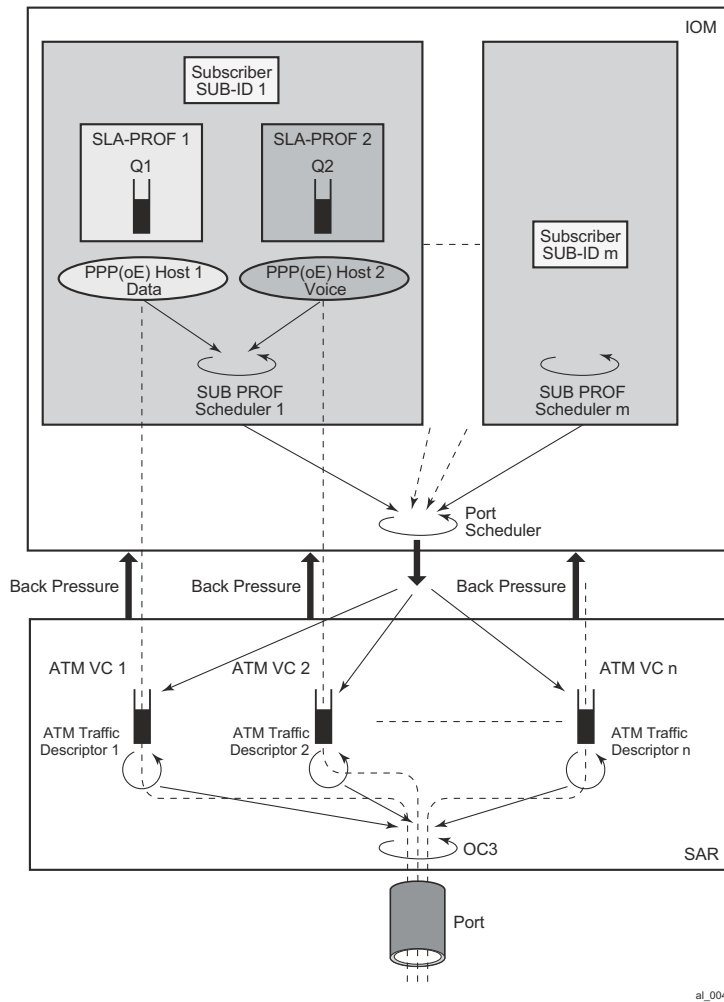 IOM
Subscriber
SUB-ID 1
SLA-PROF 1
Q1
SLA-PROF 2
Q2
Subscriber
SUB-ID m
PPP(oE) Host 1
Data
PPP(oE) Host 2
Voice
SUB PROF
Scheduler 1
SUB PROF
Scheduler m
Port
Scheduler
Back Pressure
Back Pressure
Back Pressure
ATM VC 1
ATM VC 2
ATM VC n
ATM Traffic
Descriptor 1
ATM Traffic
Descriptor 2
ATM Traffic
Descriptor n
OC3
SAR
Port
al_004